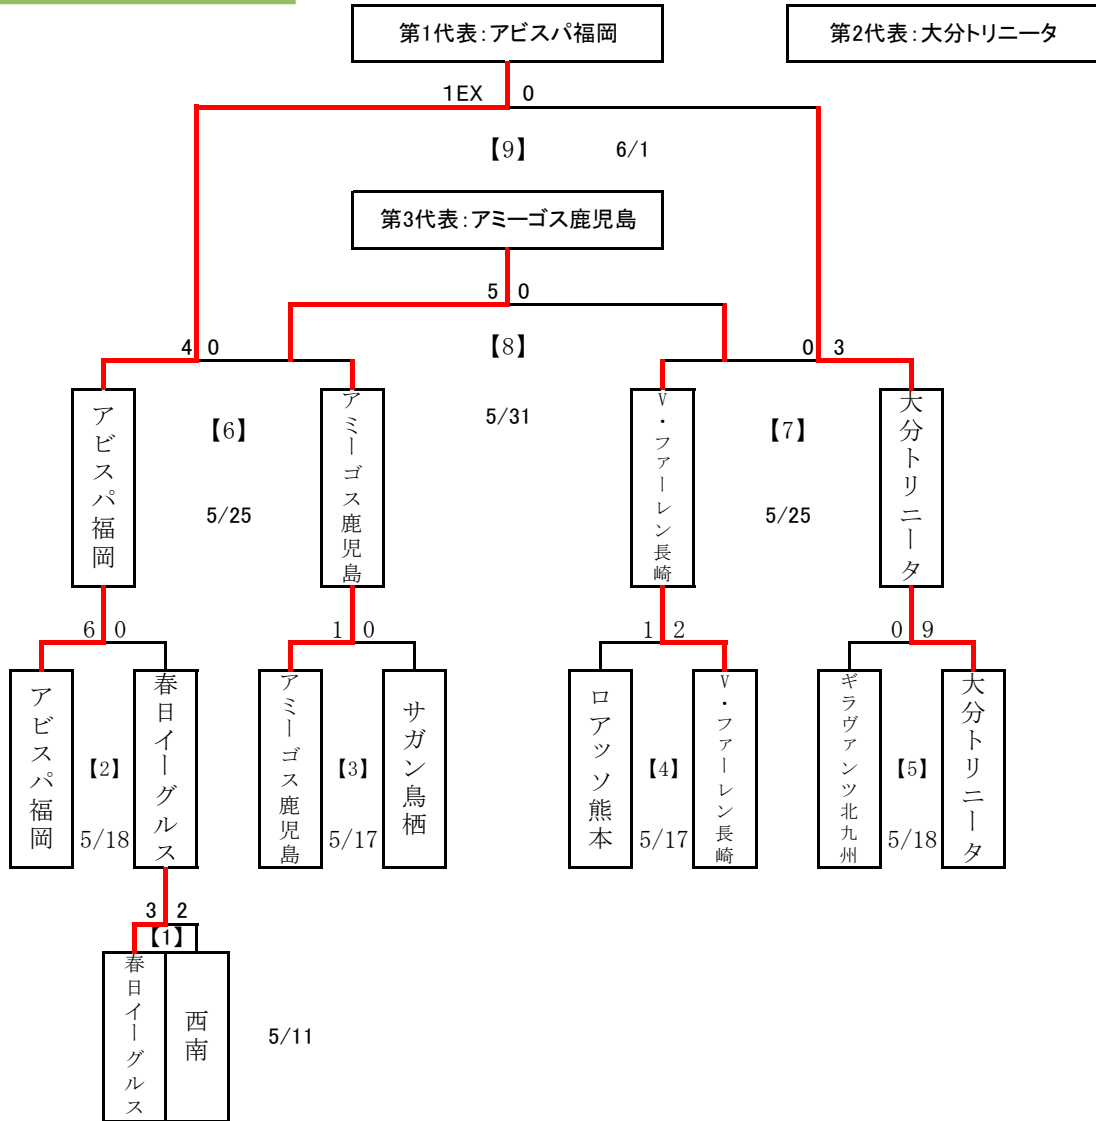 第1代表:アビスパ福岡
第2代表:大分トリニータ
1EX 0
【9】 6/1
第3代表:アミーゴス鹿児島
5 0
【8】
5/31
4 0
0 3
アビスパ福岡
【6】
5/25
アミーゴス鹿児島
V・ファーレン長崎
【7】
5/25
大分トリニータ
6 0
1 0
1 2
0 9
アビスパ福岡
【2】
5/18
春日イーグルス
アミーゴス鹿児島
【3】
5/17
サガン鳥栖
ロアッソ熊本
【4】
5/17
V・ファーレン長崎
ギラヴァンツ北九州
【5】
5/18
大分トリニータ
3 2
【1】
春日イーグルス
西南
5/11